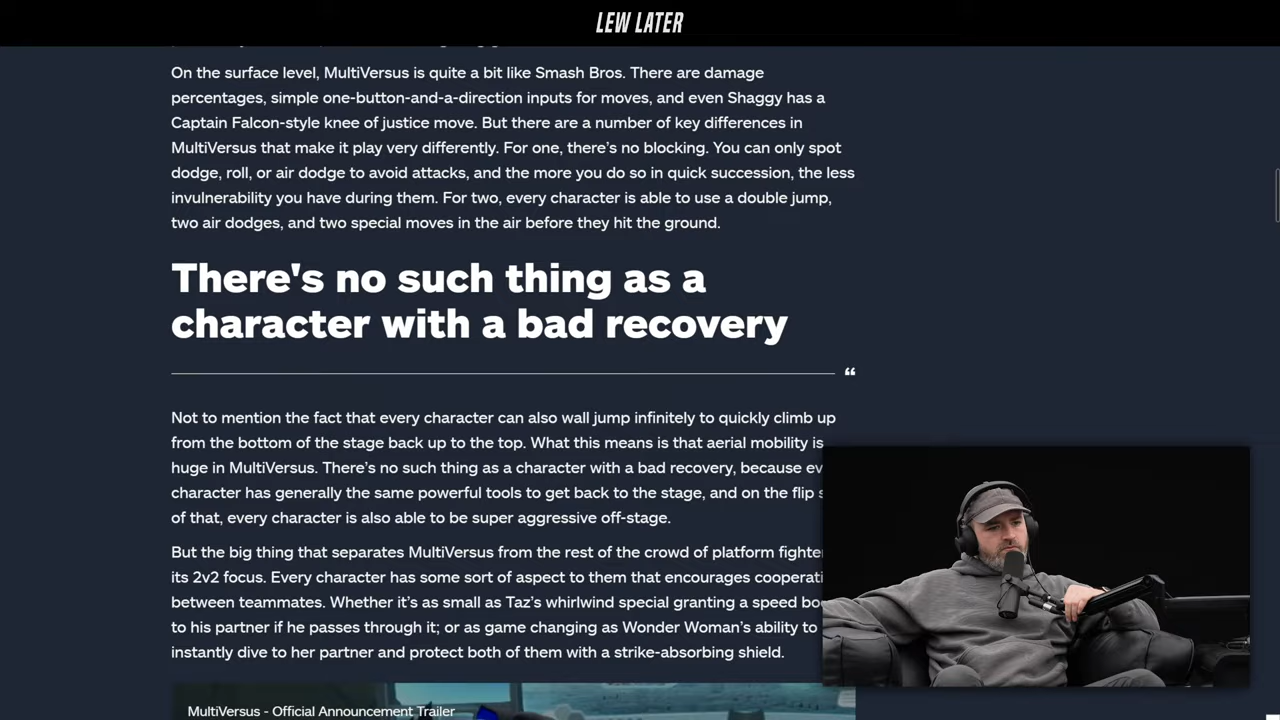 LEW LATER
On the surface level, MultiVersus is quite a bit like Smash Bros. There are damage
percentages, simple one-button-and-a-direction inputs for moves, and even Shaggy has a
Captain Falcon-style knee of justice move. But there are a number of key differences in
MultiVersus that make it play very differently. For one, there's no blocking. You can only spot
dodge, roll, or air dodge to avoid attacks, and the more you do so in quick succession, the less
invulnerability you have during them. For two, every character is able to use a double jump,
two air dodges, and two special moves in the air before they hit the ground.
There's no such thing as a
character with a bad recovery
“
Not to mention the fact that every character can also wall jump infinitely to quickly climb up
from the bottom of the stage back up to the top. What this means is that aerial mobility is
huge in MultiVersus. There's no such thing as a character with a bad recovery, because
character has generally the same powerful tools to get back to the stage, and on the flip
of that, every character is also able to be super aggressive off-stage.
But the big thing that separates MultiVersus from the rest of the crowd of platform
its 2v2 focus. Every character has some sort of aspect to them that encourages
between teammates. Whether it's as small as Taz's whirlwind special granting a speed
to his partner if he passes through it; or as game changing as Wonder Woman's ability to
instantly dive to her partner and protect both of them with a strike-absorbing shield.
MultiVersus - Official Announcement Trailer